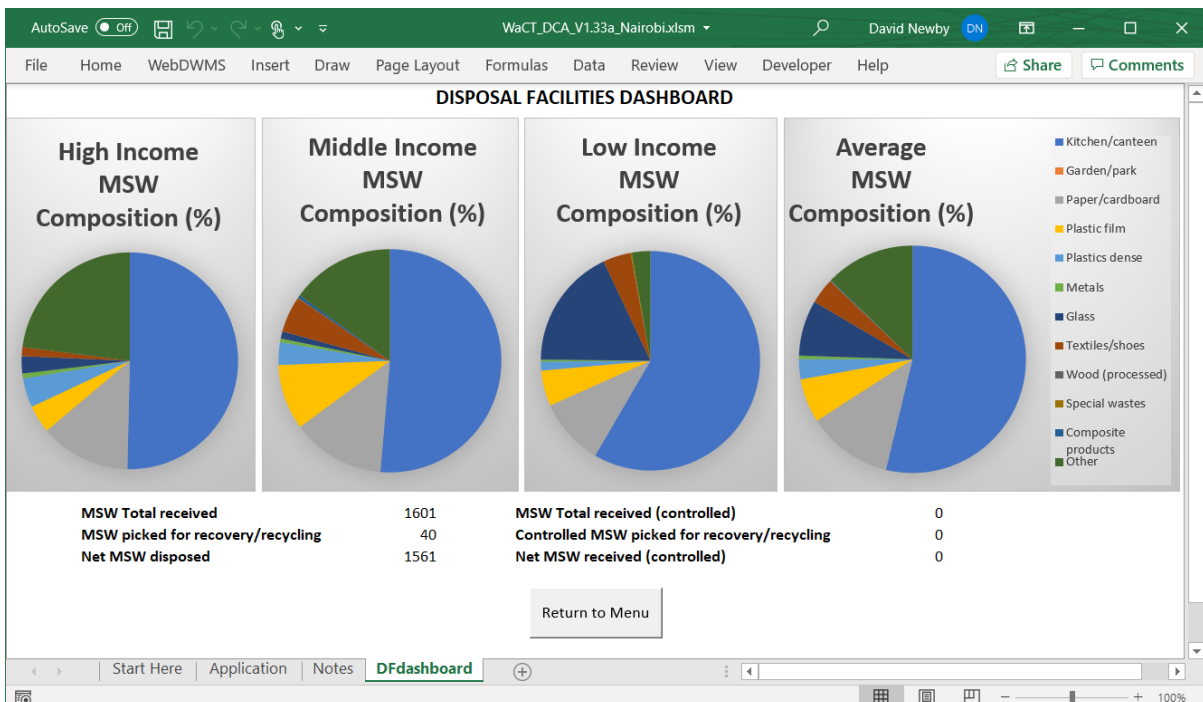 AutoSave Off WaCT_DCA_V1.33a_Nairobi.xlsm David Newby DN
File Home WebDWMS Insert Draw Page Layout Formulas Data Review View Developer Help Share Comments
DISPOSAL FACILITIES DASHBOARD
High Income
MSW
Composition (%)
Middle Income
MSW
Composition (%)
Low Income
MSW
Composition (%)
Average
MSW
Composition (%)
Kitchen/canteen
Garden/park
Paper/cardboard
Plastic film
Plastics dense
Metals
Glass
Textiles/shoes
Wood (processed)
Special wastes
Composite
products
Other
MSW Total received 1601 MSW Total received (controlled) 0
MSW picked for recovery/recycling 40 Controlled MSW picked for recovery/recycling 0
Net MSW disposed 1561 Net MSW received (controlled) 0
Return to Menu
Start Here Application Notes DFdashboard
100%